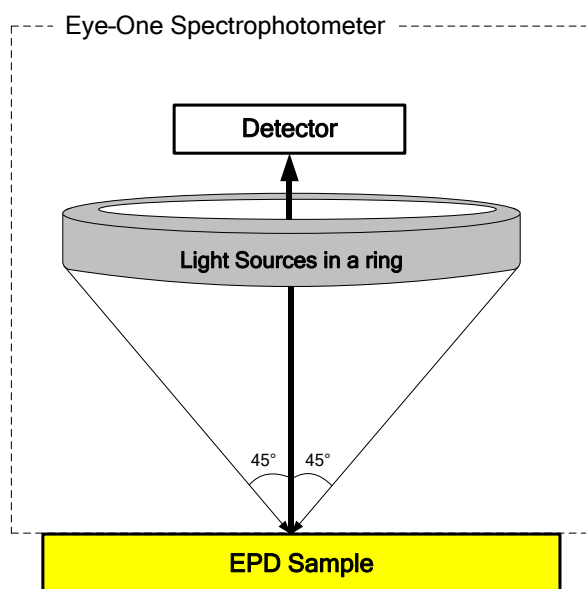 Eye-One Spectrophotometer
Detector
Light Sources in a ring
45° 45°
EPD Sample